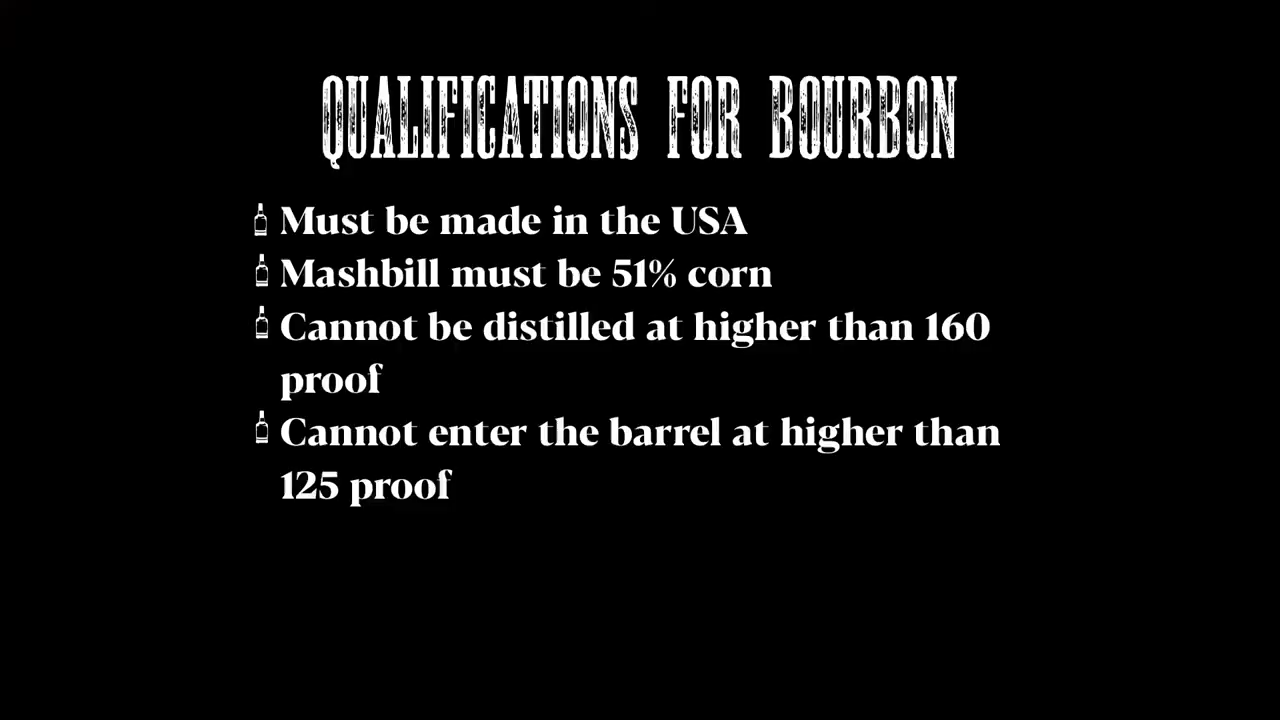 QUALIFICATIONS FOR BOURBON
Must be made in the USA
Mashbill must be 51% corn
Cannot be distilled at higher than 160
proof
Cannot enter the barrel at higher than
125 proof